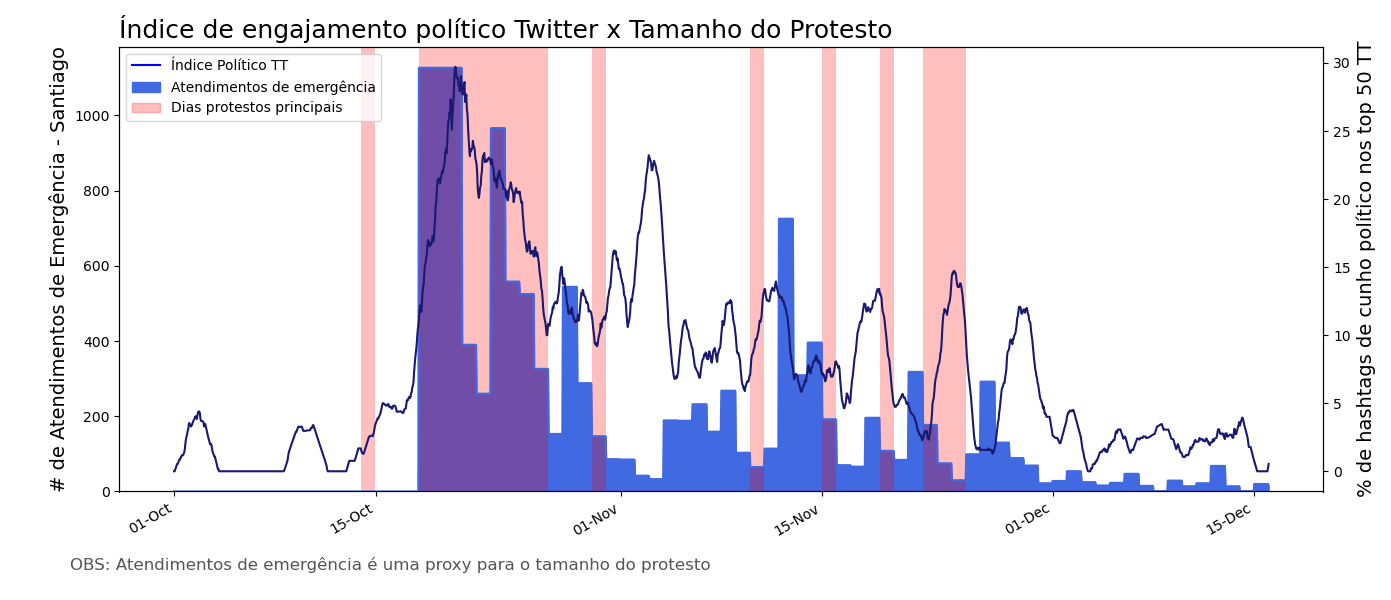 Índice de engajamento político Twitter x Tamanho do Protesto
# de Atendimentos de Emergência - Santiago
0
200
400
600
800
1000
Índice Político TT
Atendimentos de emergência
Dias protestos principais
01-Oct
15-Oct
01-Nov
15-Nov
01-Dec
15-Dec
0
5
10
15
20
25
30
% de hashtags de cunho político nos top 50 TT
OBS: Atendimentos de emergência é uma proxy para o tamanho do protesto